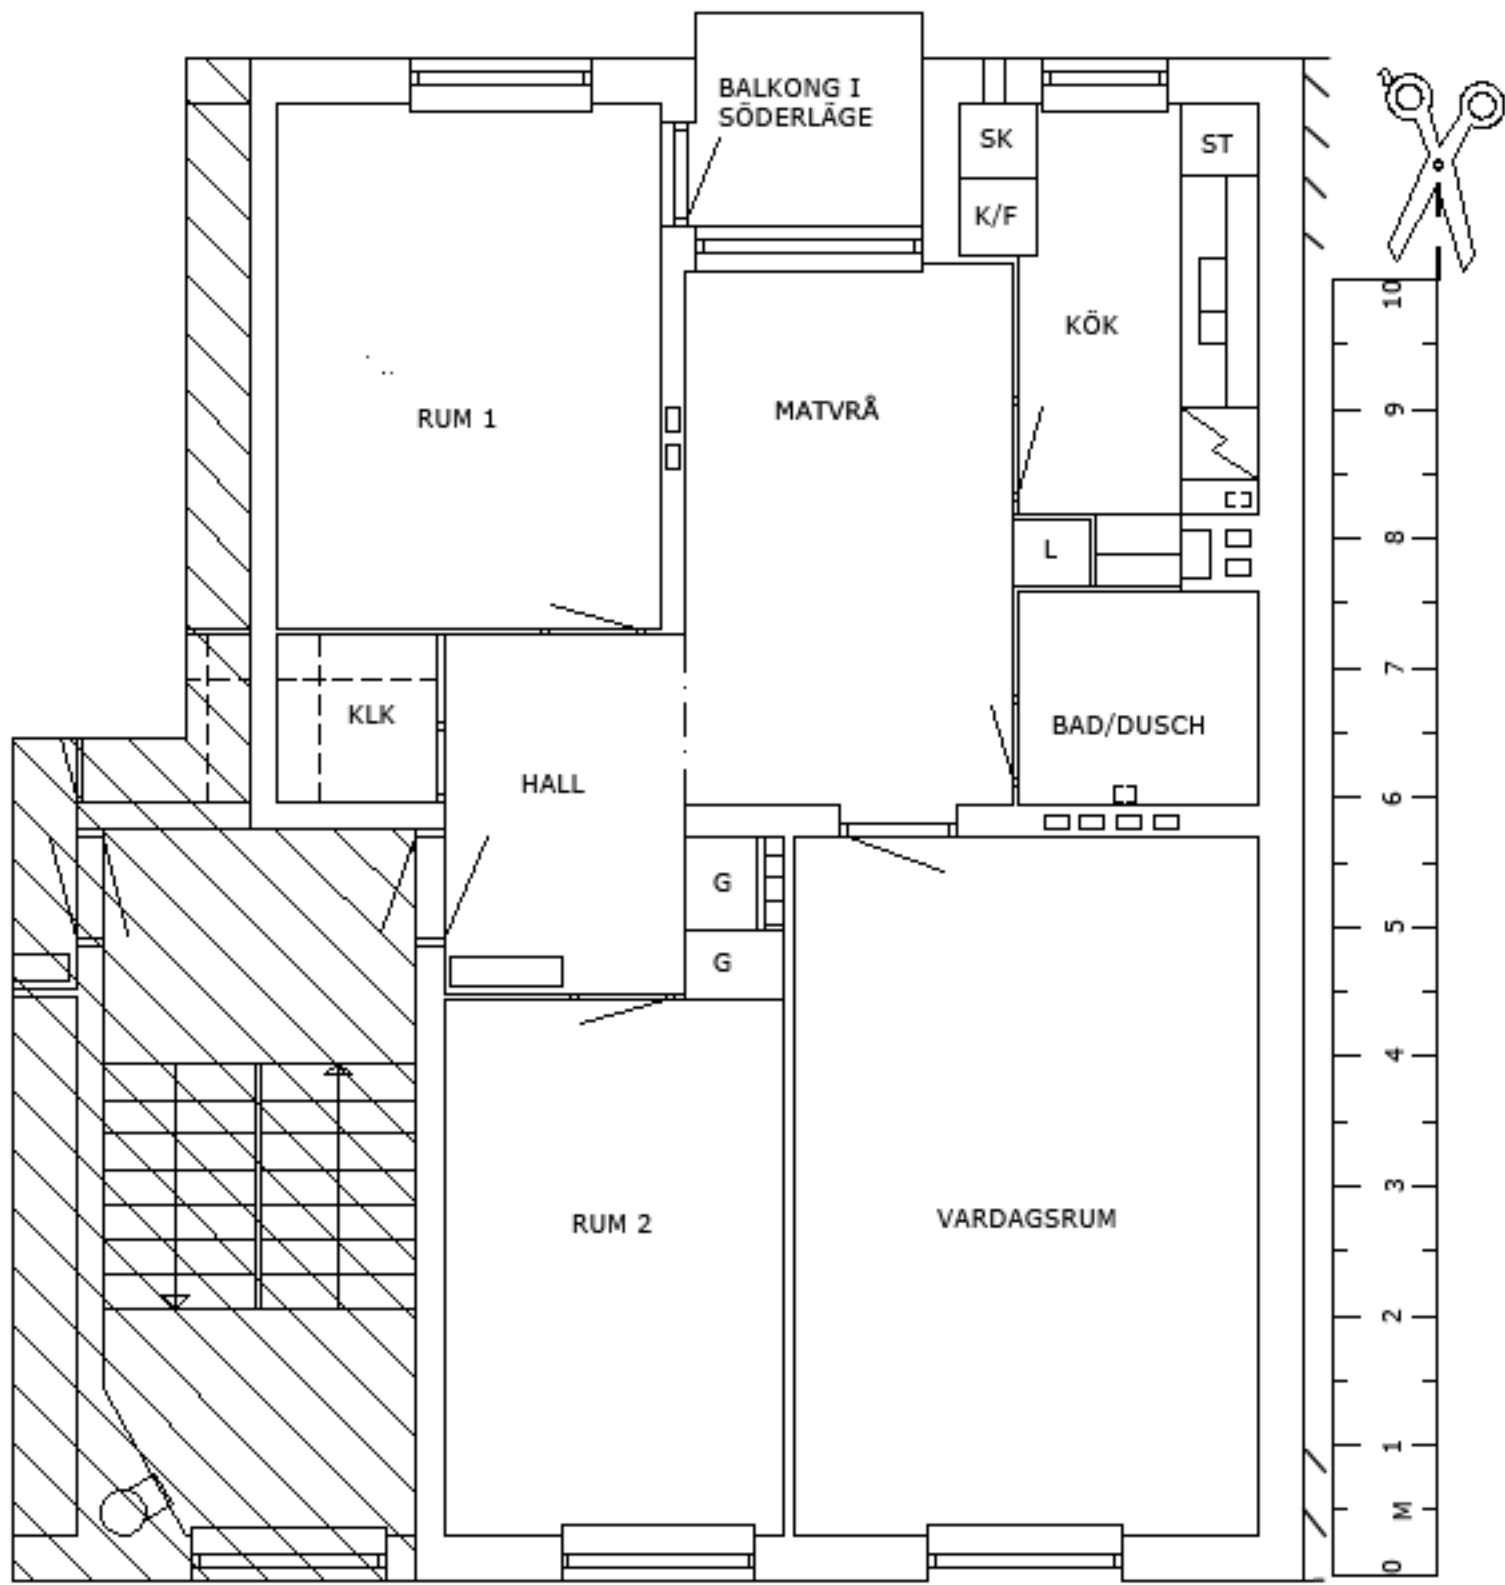 BALKONG I
SÖDERLÄGE
SK
ST
K/F
KÖK
RUM 1
MATVRÅ
L
KLK
BAD/DUSCH
HALL
G
G
RUM 2
VARDAGSRUM
10
9
8
7
6
5
4
3
2
1
M
0